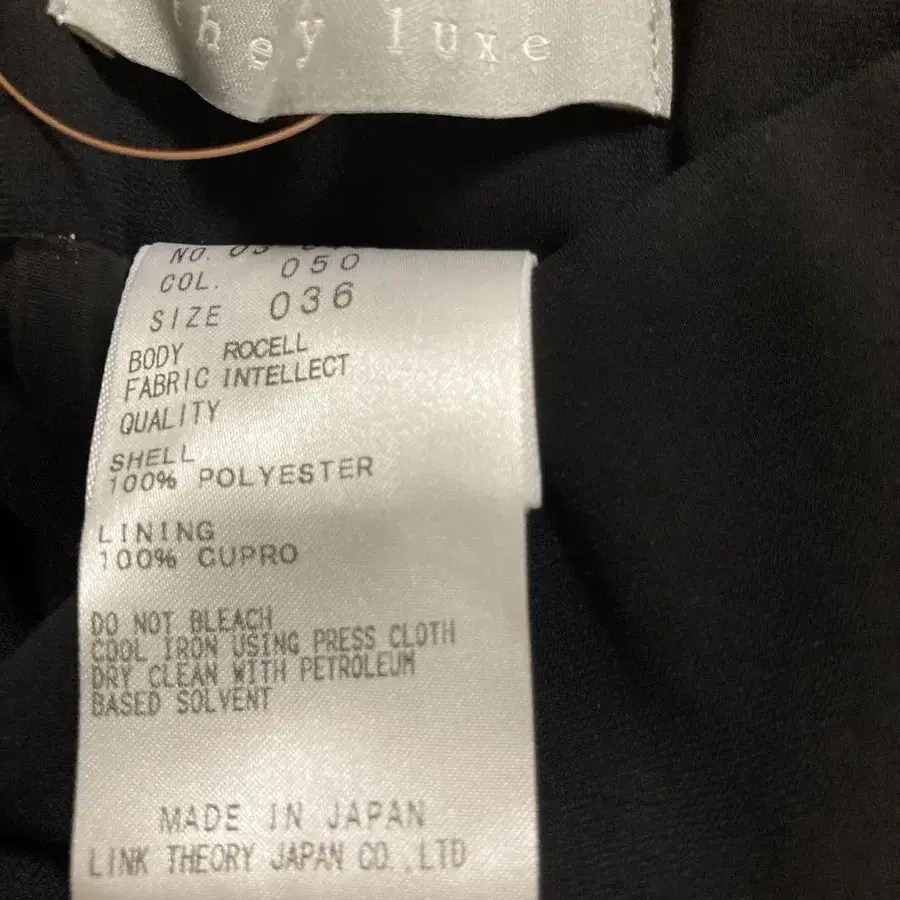 they luxe
NO.
COL. 050
SIZE 036
BODY ROCELL
FABRIC INTELLECT
QUALITY
SHELL
100% POLYESTER
LINING
100% CUPRO
DO NOT BLEACH
COOL IRON USING PRESS CLOTH
DRY CLEAN WITH PETROLEUM
BASED SOLVENT
MADE IN JAPAN
LINK THEORY JAPAN CO.,LTD